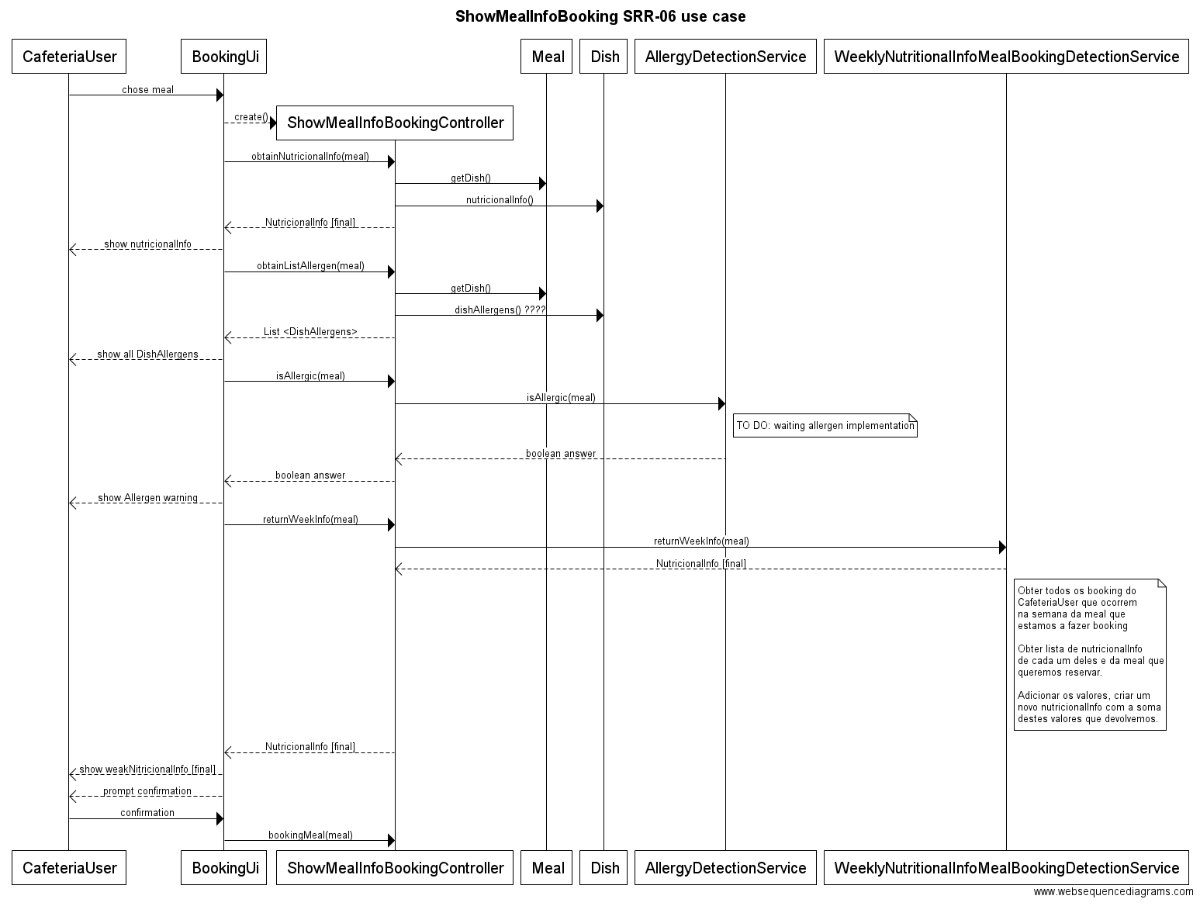 ShowMealInfoBooking SRR-06 use case
CafeteriaUser
BookingUi
Meal
Dish
AllergyDetectionService
WeeklyNutritionalInfoMealBookingDetectionService
chose meal
create()
ShowMealInfoBookingController
obtainNutricionalInfo(meal)
getDish()
nutricionalInfo()
NutricionalInfo [final]
show nutricionalInfo
obtainListAllergen(meal)
getDish()
dishAllergens() ????
List <DishAllergens>
show all DishAllergens
isAllergic(meal)
isAllergic(meal)
TO DO: waiting allergen implementation
boolean answer
boolean answer
show Allergen warning
returnWeekInfo(meal)
returnWeekInfo(meal)
NutricionalInfo [final]
Obter todos os booking do
CafeteriaUser que ocorrem
na semana da meal que
estamos a fazer booking
Obter lista de nutricionalInfo
de cada um deles e da meal que
queremos reservar.
Adicionar os valores, criar um
novo nutricionalInfo com a soma
destes valores que devolvemos.
NutricionalInfo [final]
show weakNitricionalInfo [final]
prompt confirmation
confirmation
bookingMeal(meal)
CafeteriaUser
BookingUi
ShowMealInfoBookingController
Meal
Dish
AllergyDetectionService
WeeklyNutritionalInfoMealBookingDetectionService
www.websequencediagrams.com